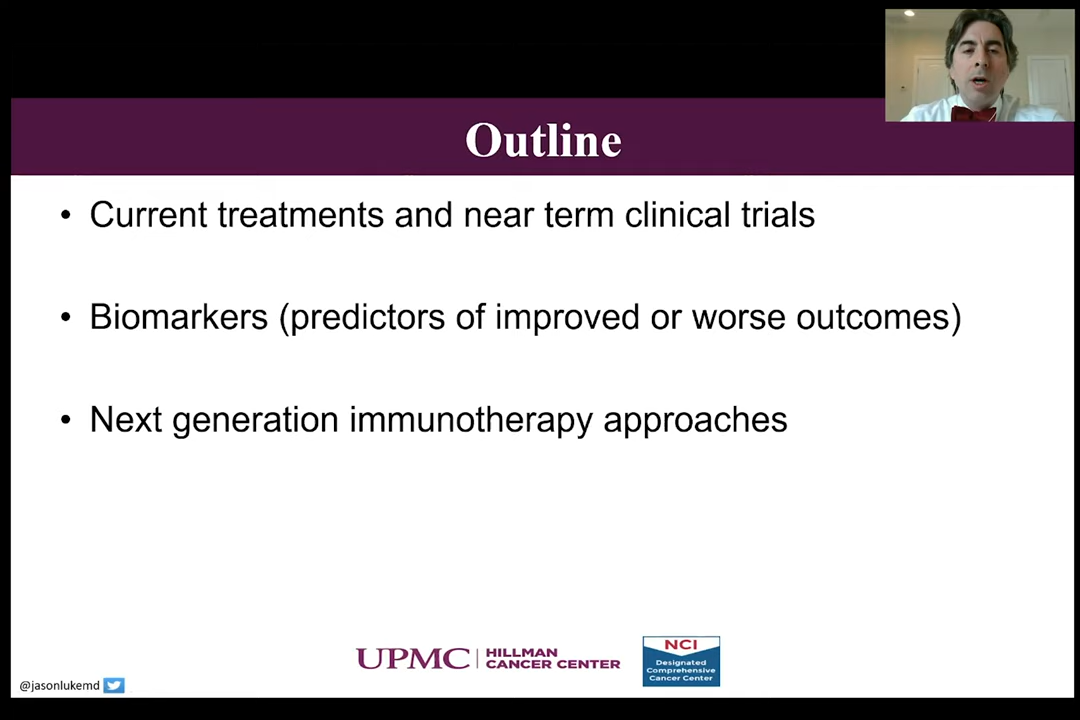 Outline
• Current treatments and near term clinical trials
• Biomarkers (predictors of improved or worse outcomes)
• Next generation immunotherapy approaches
UPMC | HILLMAN
CANCER CENTER
NCI
Designated
Comprehensive
Cancer Center
@jasonlukemd